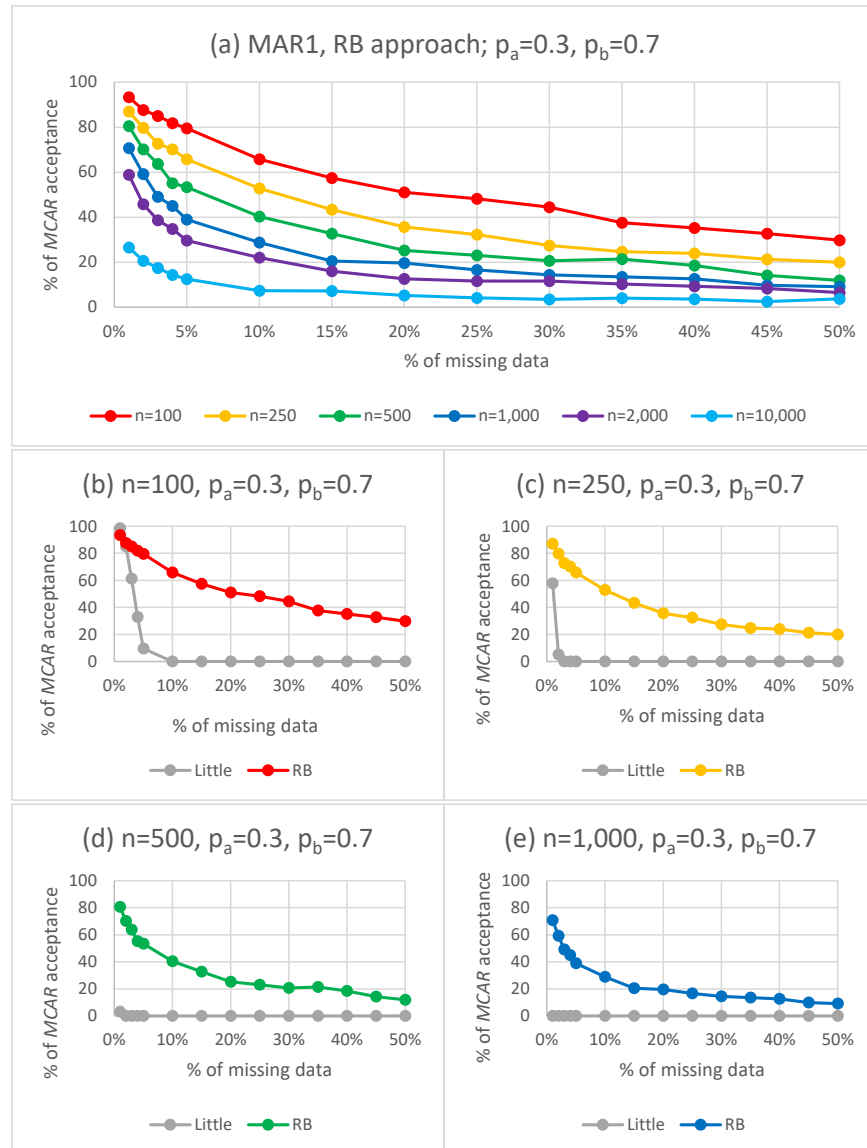 (a) MAR1, RB approach; pₐ=0.3, p_b=0.7
% of MCAR acceptance
100
80
60
40
20
0
0% 5% 10% 15% 20% 25% 30% 35% 40% 45% 50%
% of missing data
n=100 n=250 n=500 n=1,000 n=2,000 n=10,000
(b) n=100, pₐ=0.3, p_b=0.7
% of MCAR acceptance
100
80
60
40
20
0
0% 10% 20% 30% 40% 50%
% of missing data
Little RB
(c) n=250, pₐ=0.3, p_b=0.7
% of MCAR acceptance
100
80
60
40
20
0
0% 10% 20% 30% 40% 50%
% of missing data
Little RB
(d) n=500, pₐ=0.3, p_b=0.7
% of MCAR acceptance
100
80
60
40
20
0
0% 10% 20% 30% 40% 50%
% of missing data
Little RB
(e) n=1,000, pₐ=0.3, p_b=0.7
% of MCAR acceptance
100
80
60
40
20
0
0% 10% 20% 30% 40% 50%
% of missing data
Little RB